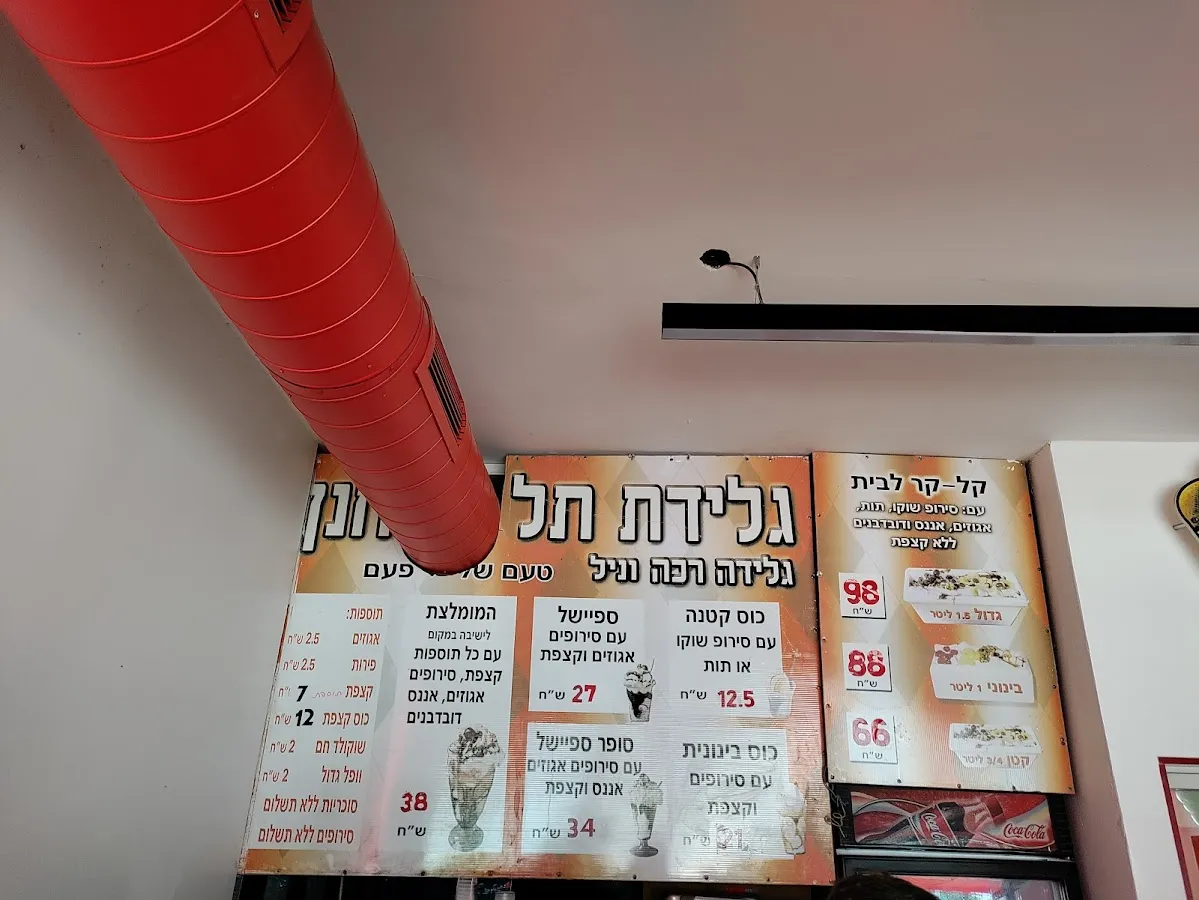 גלידת תל
גלידה רכה וניל
טעם של פעם
כוס קטנה
עם סירופ שוקו
או תות
12.5 ש"ח
ספיישל
עם סירופים
אגוזים וקצפת
27 ש"ח
כוס בינונית
עם סירופים
וקצפת
21 ש"ח
סופר ספיישל
עם סירופים אגוזים
אננס וקצפת
34 ש"ח
המומלצת
לישיבה במקום
עם כל תוספות
קצפת, סירופים
אגוזים, אננס
דובדבנים
38
ש"ח
תוספות:
אגוזים 2.5 ש"ח
פירות 2.5 ש"ח
קצפת תוספת 7
כוס קצפת 12 ש"ח
שוקולד חם 2 ש"ח
וופל גדול 2 ש"ח
סוכריות ללא תשלום
סירופים ללא תשלום
קל-קר לבית
עם: סירופ שוקו, תות,
אגוזים, אננס ודובדבנים
ללא קצפת
98
ש"ח
גדול 1.5 ליטר
88
ש"ח
בינוני 1 ליטר
66
ש"ח
קטן 3/4 ליטר
Coca-Cola
Coca-Cola